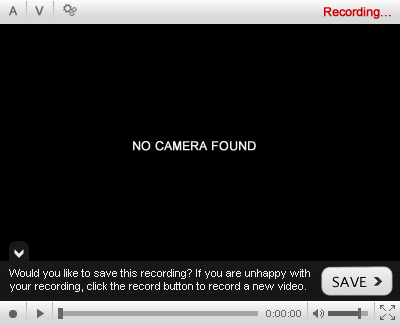 A V Recording...
NO CAMERA FOUND
Would you like to save this recording? If you are unhappy with
your recording, click the record button to record a new video.
SAVE
0:00:00